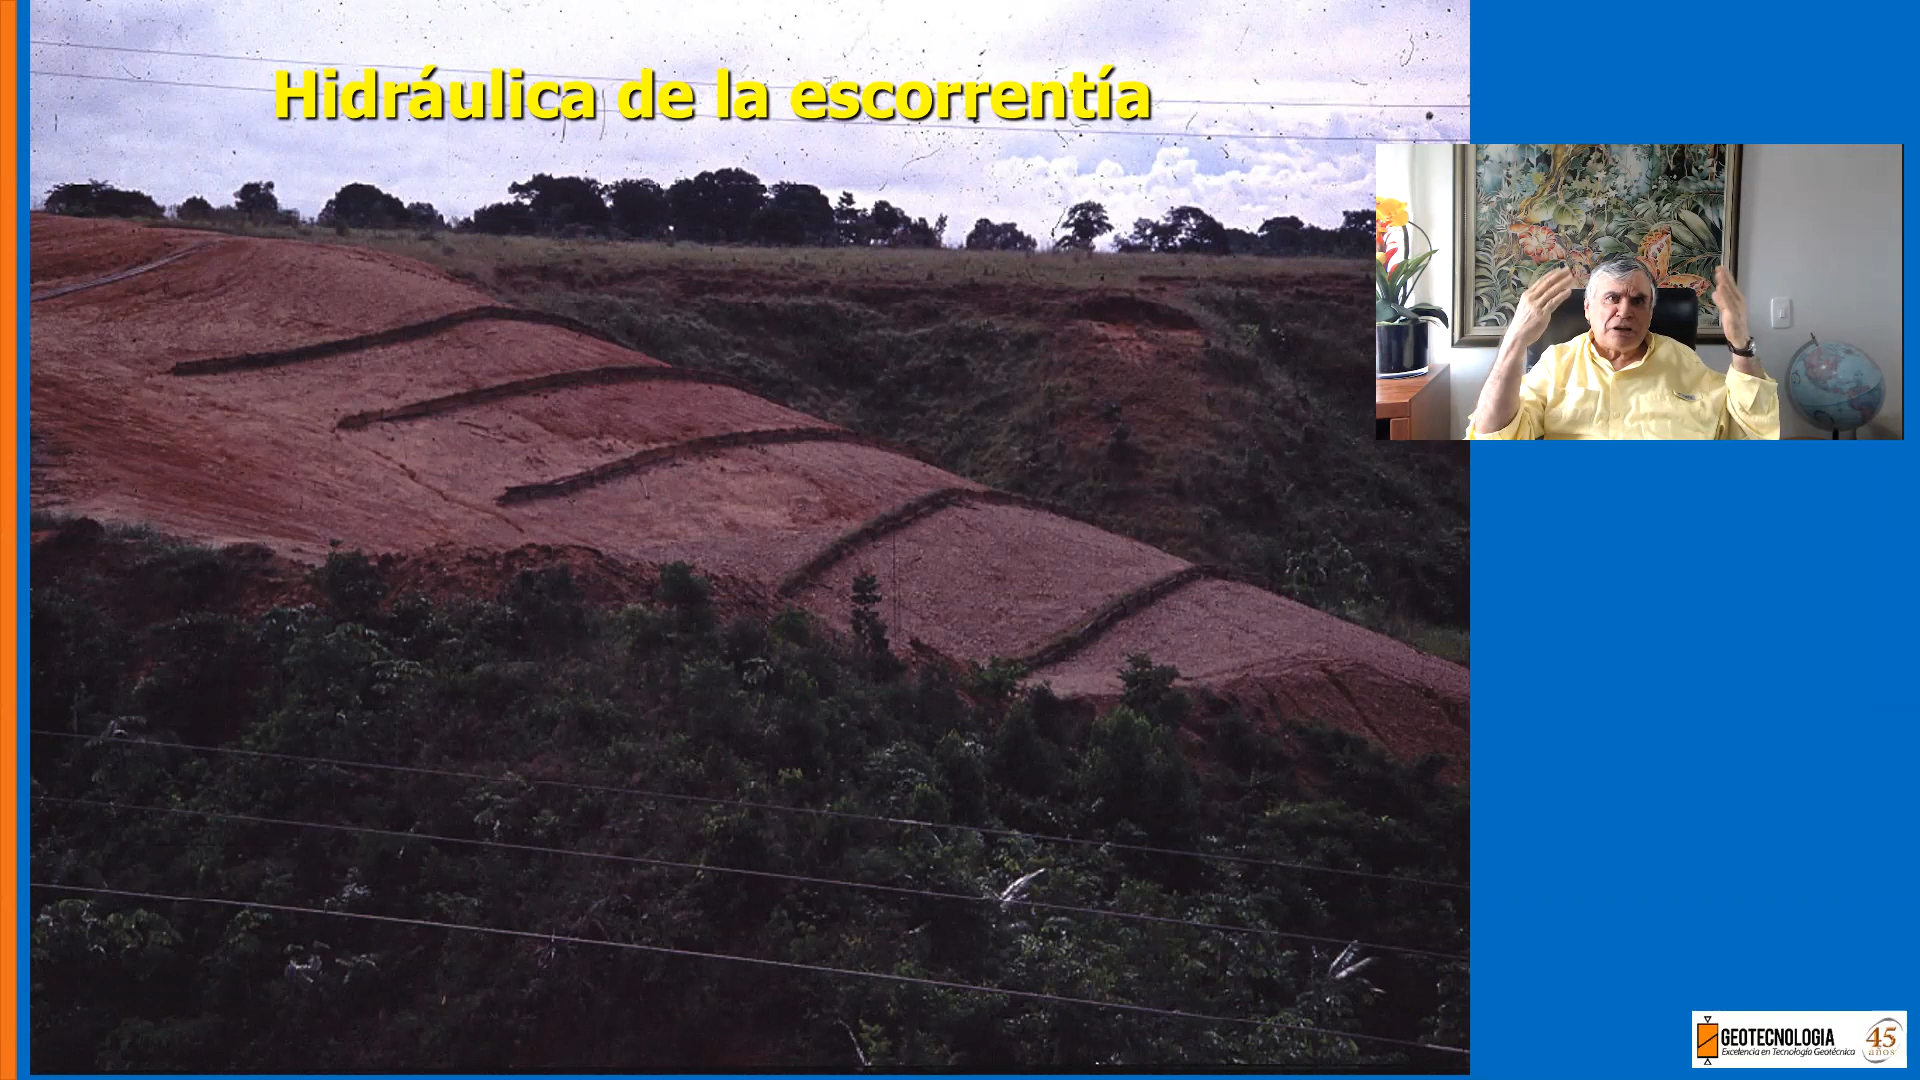 Hidráulica de la escorrentía
GEOTECNOLOGIA
Excelencia en Tecnología Geotécnica
45
años